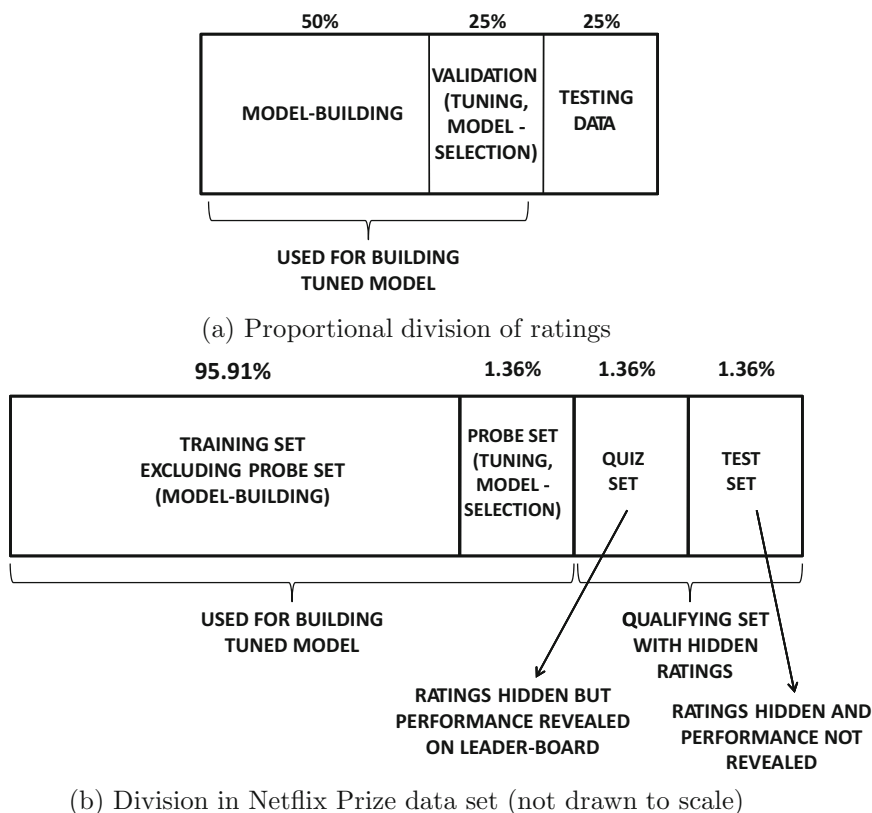 50% 25% 25%
MODEL-BUILDING
VALIDATION
(TUNING,
MODEL -
SELECTION)
TESTING
DATA
USED FOR BUILDING
TUNED MODEL
(a) Proportional division of ratings
95.91% 1.36% 1.36% 1.36%
TRAINING SET
EXCLUDING PROBE SET
(MODEL-BUILDING)
PROBE SET
(TUNING,
MODEL -
SELECTION)
QUIZ
SET
TEST
SET
USED FOR BUILDING
TUNED MODEL
QUALIFYING SET
WITH HIDDEN
RATINGS
RATINGS HIDDEN BUT
PERFORMANCE REVEALED
ON LEADER-BOARD
RATINGS HIDDEN AND
PERFORMANCE NOT
REVEALED
(b) Division in Netflix Prize data set (not drawn to scale)